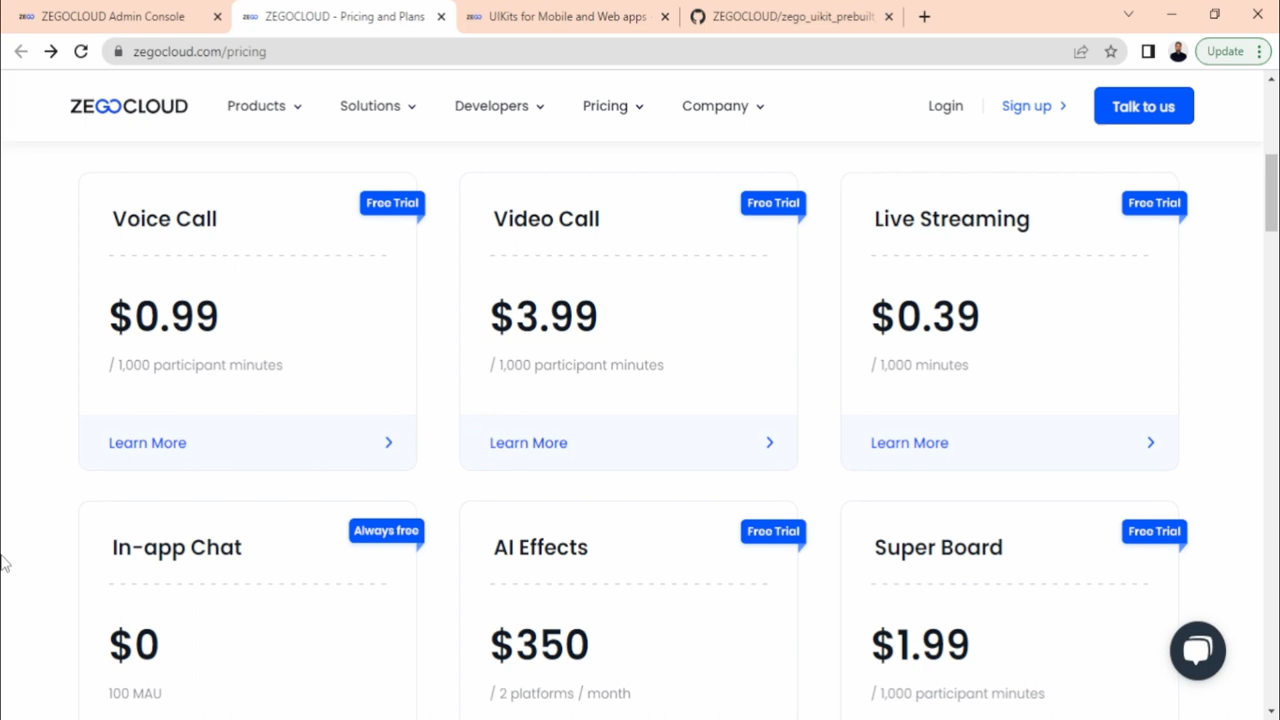 ZEGOCLOUD Admin Console
ZEGOCLOUD - Pricing and Plans
UIKits for Mobile and Web apps
ZEGOCLOUD/zego_uikit_prebuilt
zegocloud.com/pricing
Update
ZEGOCLOUD
Products
Solutions
Developers
Pricing
Company
Login
Sign up
Talk to us
Free Trial
Free Trial
Free Trial
Voice Call
Video Call
Live Streaming
$0.99
$3.99
$0.39
/ 1,000 participant minutes
/ 1,000 participant minutes
/ 1,000 minutes
Learn More
Learn More
Learn More
Always free
Free Trial
Free Trial
In-app Chat
AI Effects
Super Board
$0
$350
$1.99
100 MAU
/ 2 platforms / month
/ 1,000 participant minutes